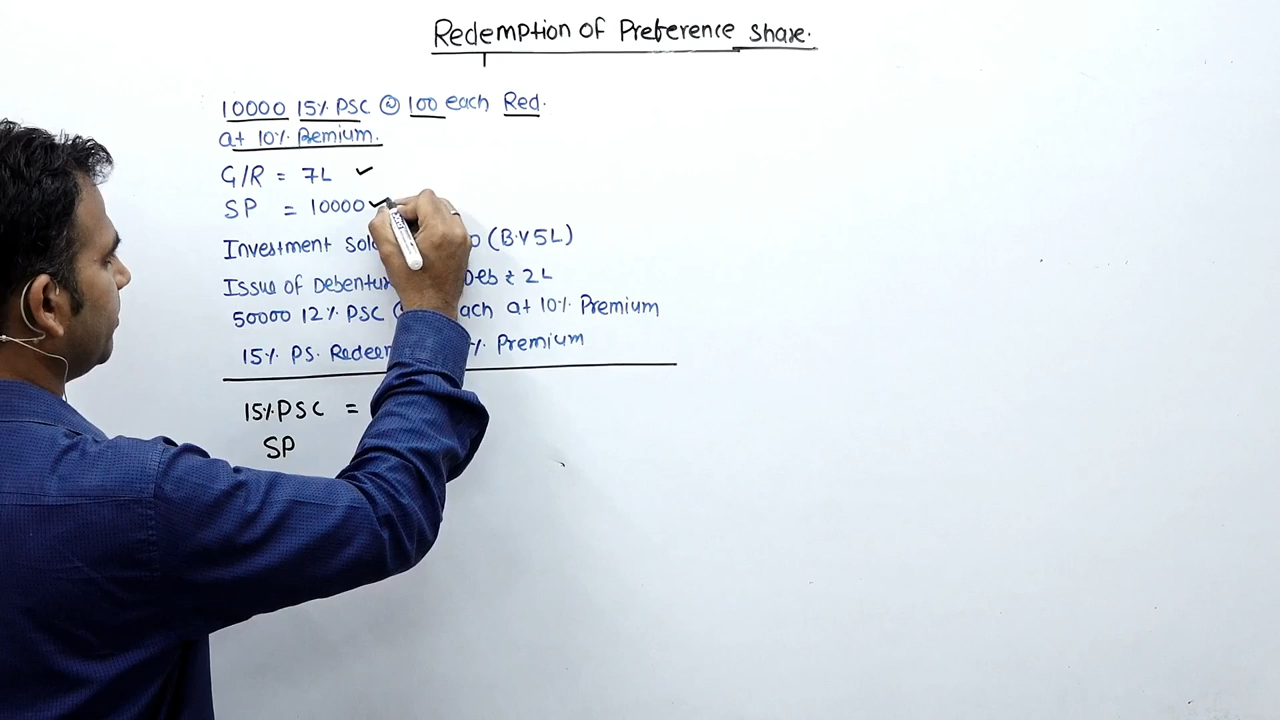 Redemption of Preference Share.
10000 15% PSC @ 100 each Red.
at 10% Premium.
G/R = 7L ✓
SP = 10000 ✓
Investment Sold (B.V 5L)
Issue of Debentur Deb ₹ 2L
50000 12% PSC each at 10% Premium
15% PS. Redee % Premium
15% PSC =
SP